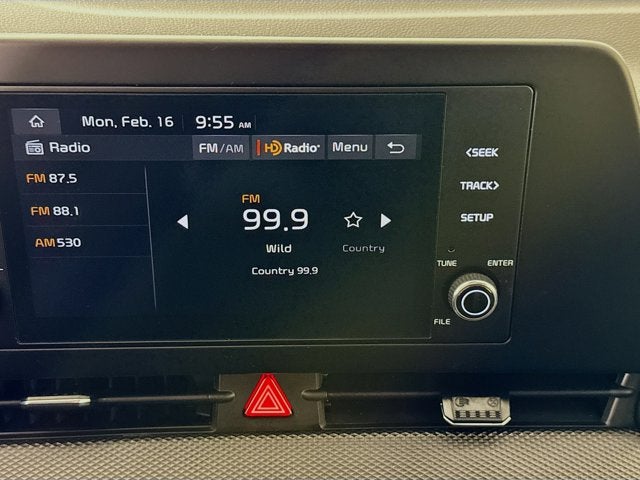 Mon, Feb. 16 9:55 AM
Radio FM/AM HD Radio® Menu
FM 87.5
FM 88.1
AM 530
FM
99.9
Wild Country
Country 99.9
<SEEK
TRACK>
SETUP
TUNE ENTER
FILE